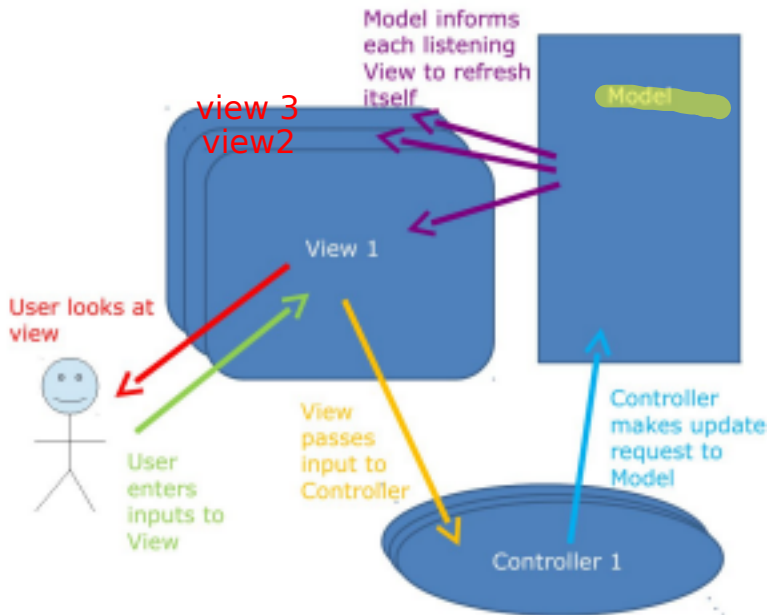 Model informs
each listening
View to refresh
itself
Model
view 3
view2
View 1
User looks at
view
View
passes
input to
Controller
Controller
makes update
request to
Model
User
enters
inputs to
View
Controller 1